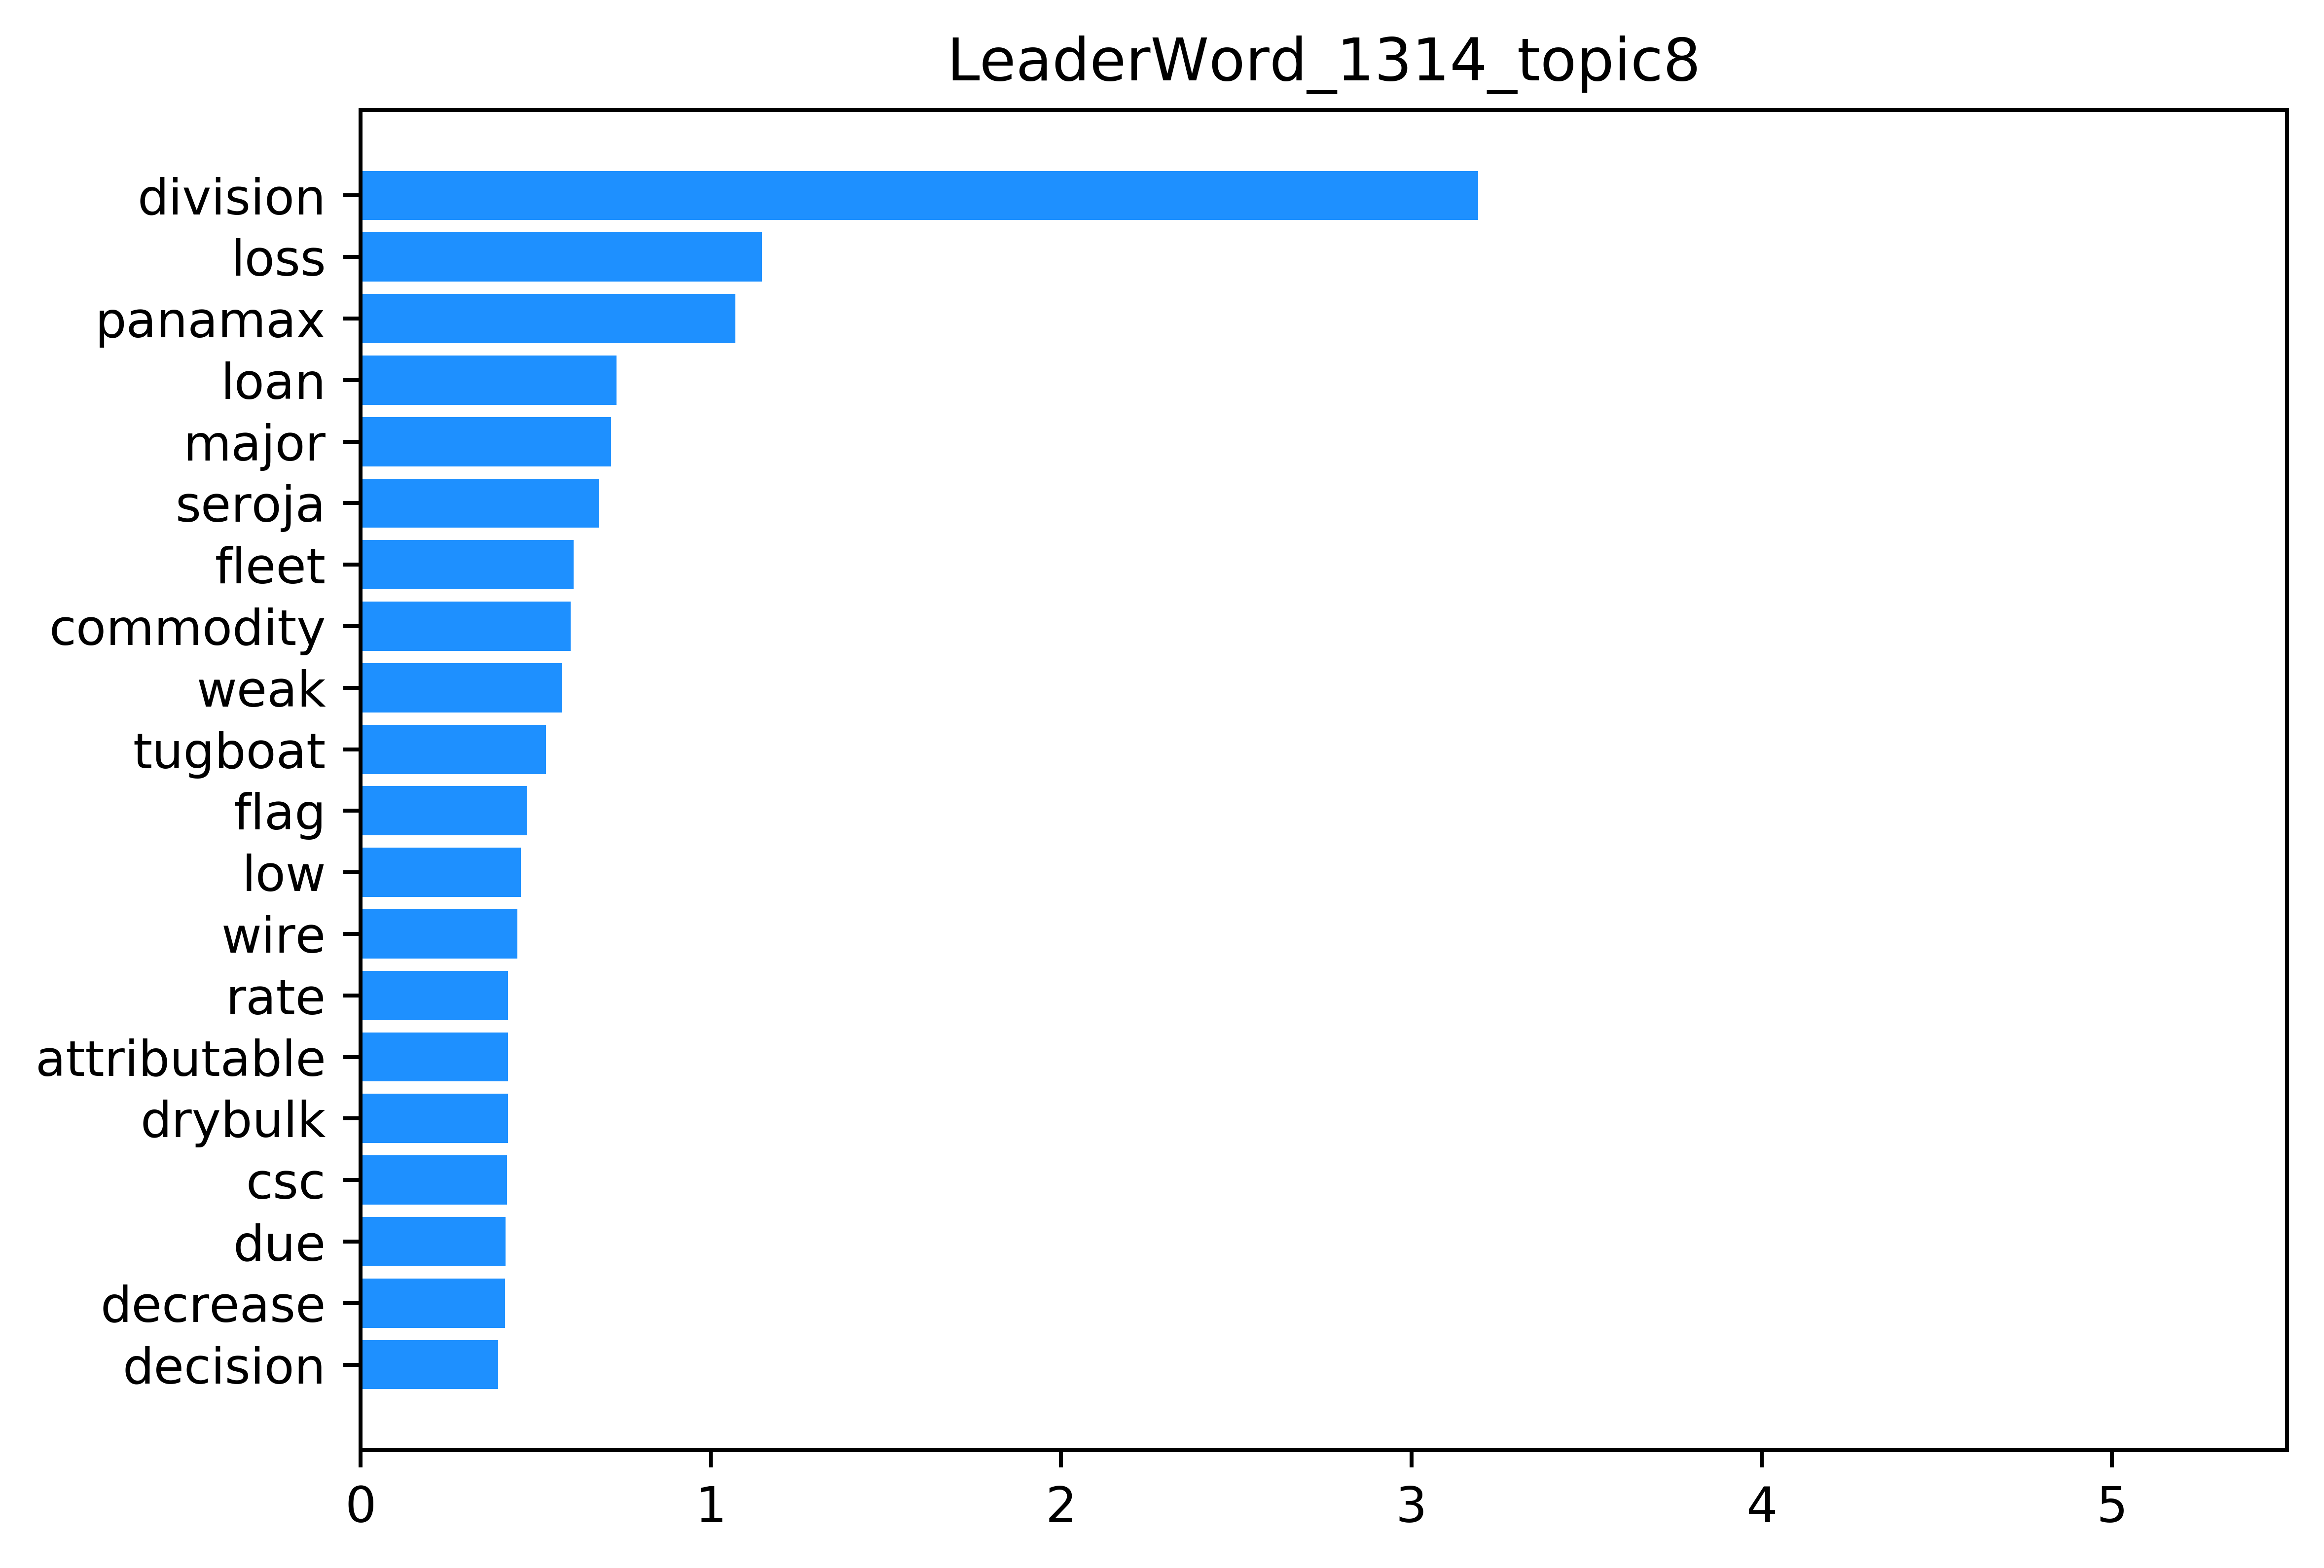 LeaderWord_1314_topic8
division
loss
panamax
loan
major
seroja
fleet
commodity
weak
tugboat
flag
low
wire
rate
attributable
drybulk
csc
due
decrease
decision
0 1 2 3 4 5